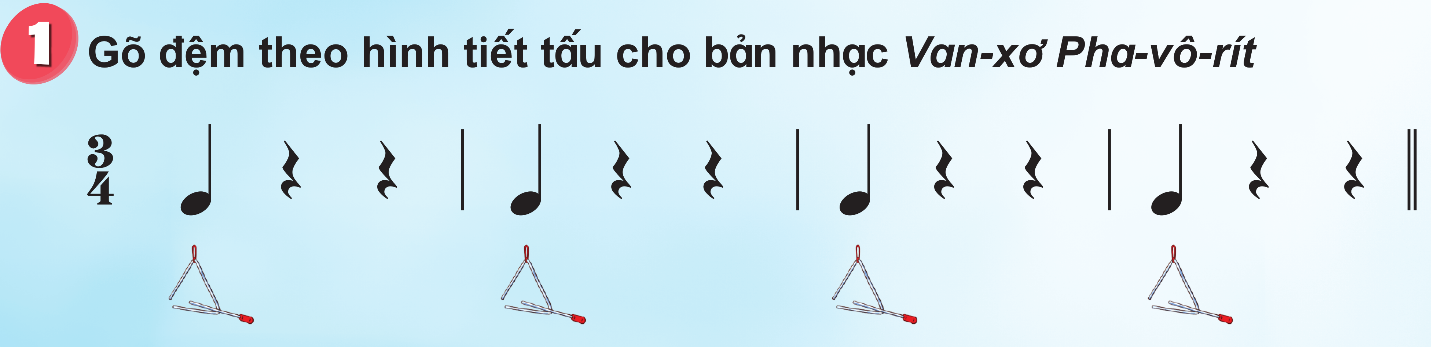 1 Gõ đệm theo hình tiết tấu cho bản nhạc Van-xơ Pha-vô-rít
3
4